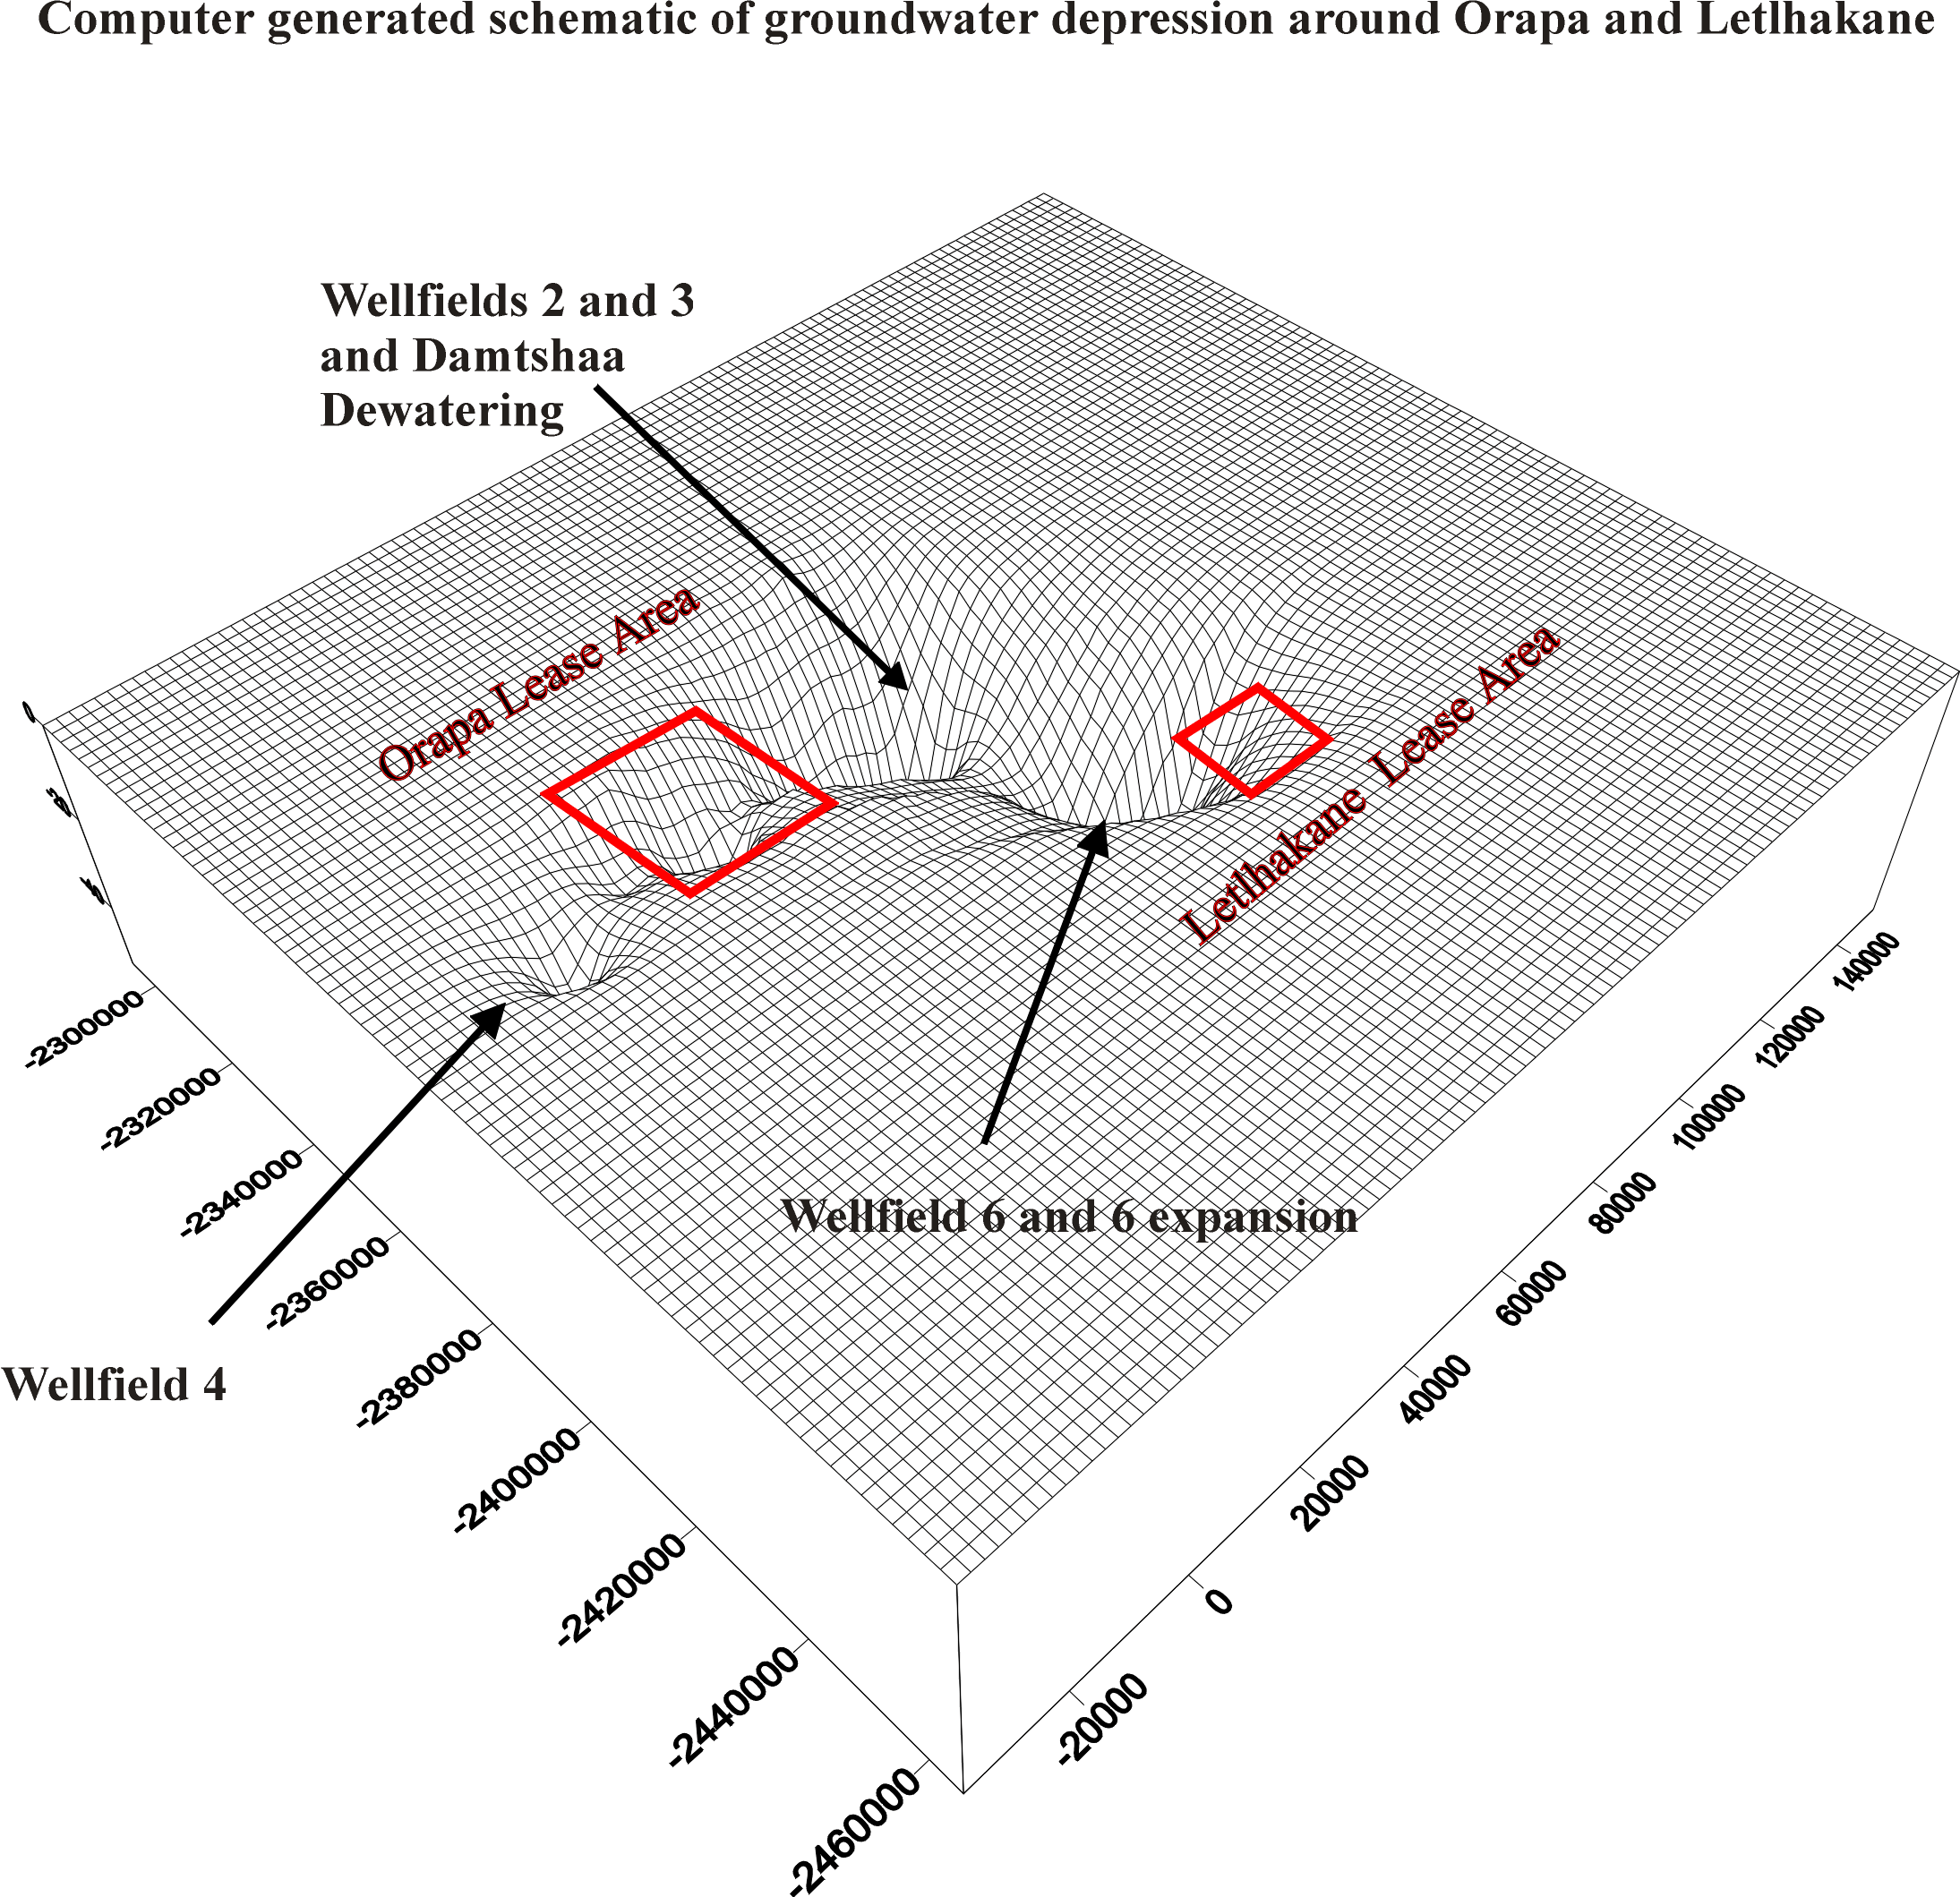 Computer generated schematic of groundwater depression around Orapa and Letlhakane
Wellfields 2 and 3
and Damtshaa
Dewatering
Orapa Lease Area
Letlhakane Lease Area
Wellfield 6 and 6 expansion
Wellfield 4
0
-2300000
-2320000
-2340000
-2360000
-2380000
-2400000
-2420000
-2440000
-2460000
-20000
0
20000
40000
60000
80000
100000
120000
140000